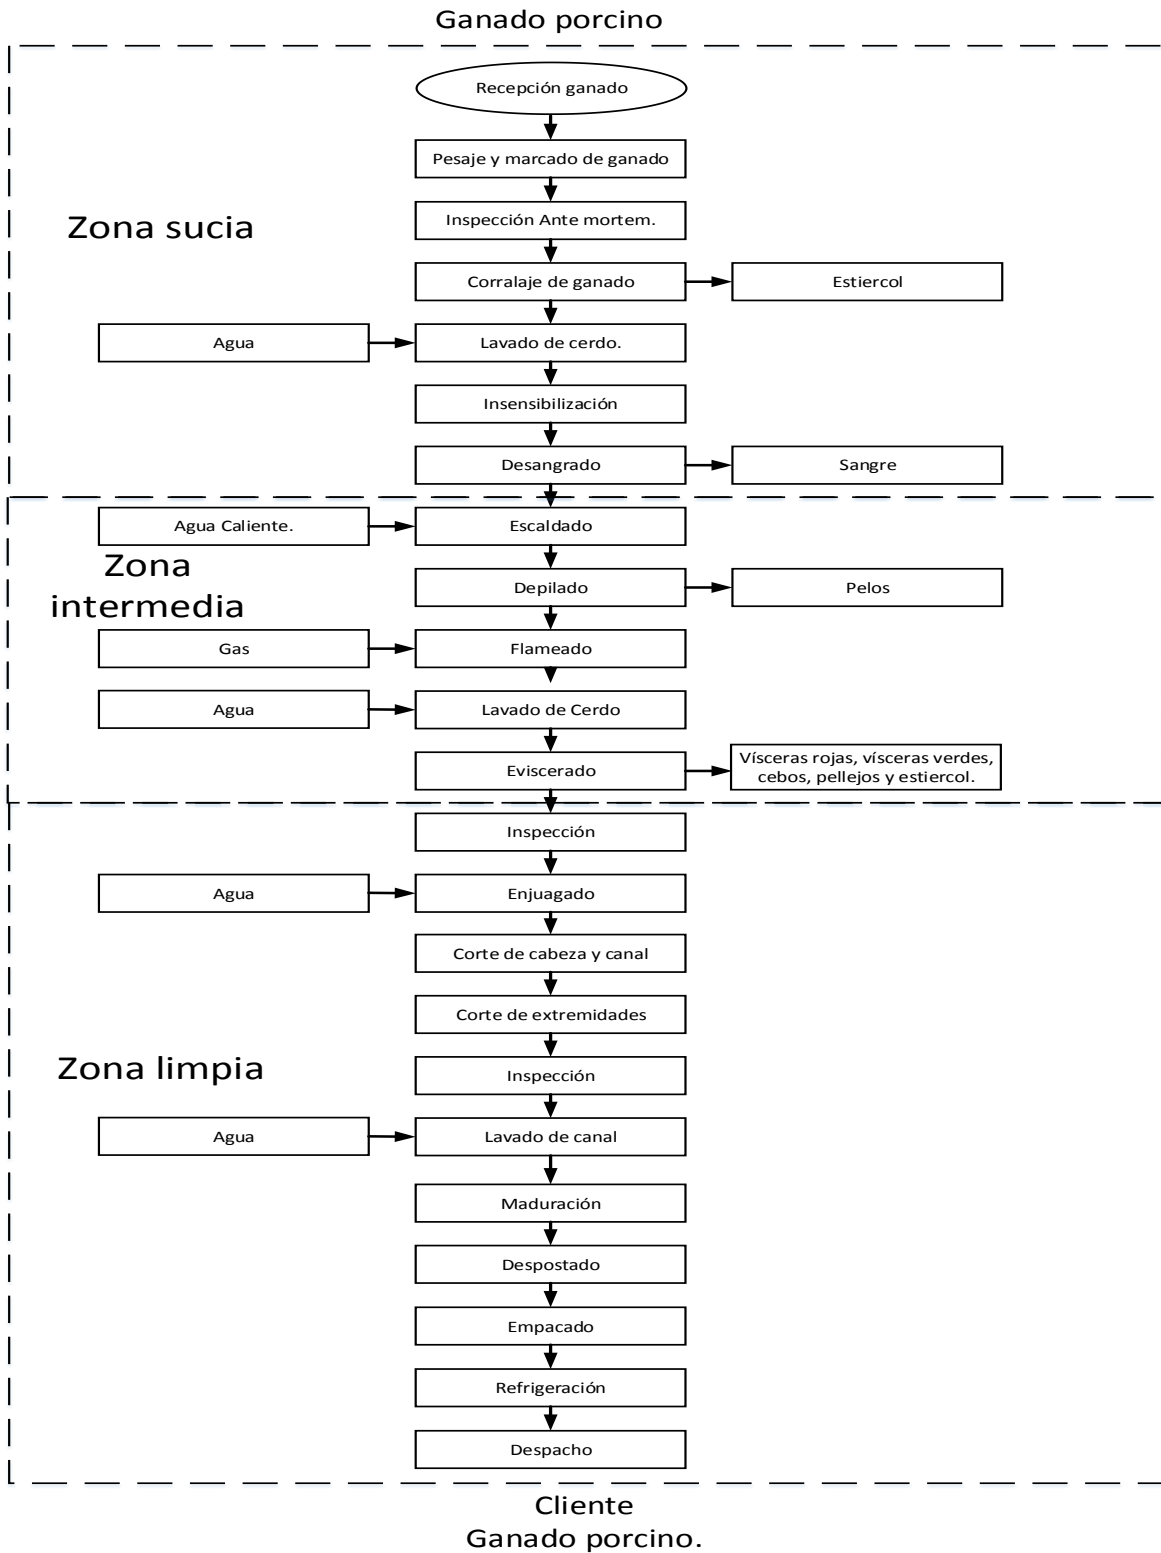 Ganado porcino
Recepción ganado
Pesaje y marcado de ganado
Zona sucia
Inspección Ante mortem.
Corralaje de ganado
Estiercol
Agua
Lavado de cerdo.
Insensibilización
Desangrado
Sangre
Agua Caliente.
Escaldado
Zona
intermedia
Depilado
Pelos
Gas
Flameado
Agua
Lavado de Cerdo
Eviscerado
Vísceras rojas, vísceras verdes,
cebos, pellejos y estiercol.
Inspección
Agua
Enjuagado
Corte de cabeza y canal
Corte de extremidades
Zona limpia
Inspección
Agua
Lavado de canal
Maduración
Despostado
Empacado
Refrigeración
Despacho
Cliente
Ganado porcino.